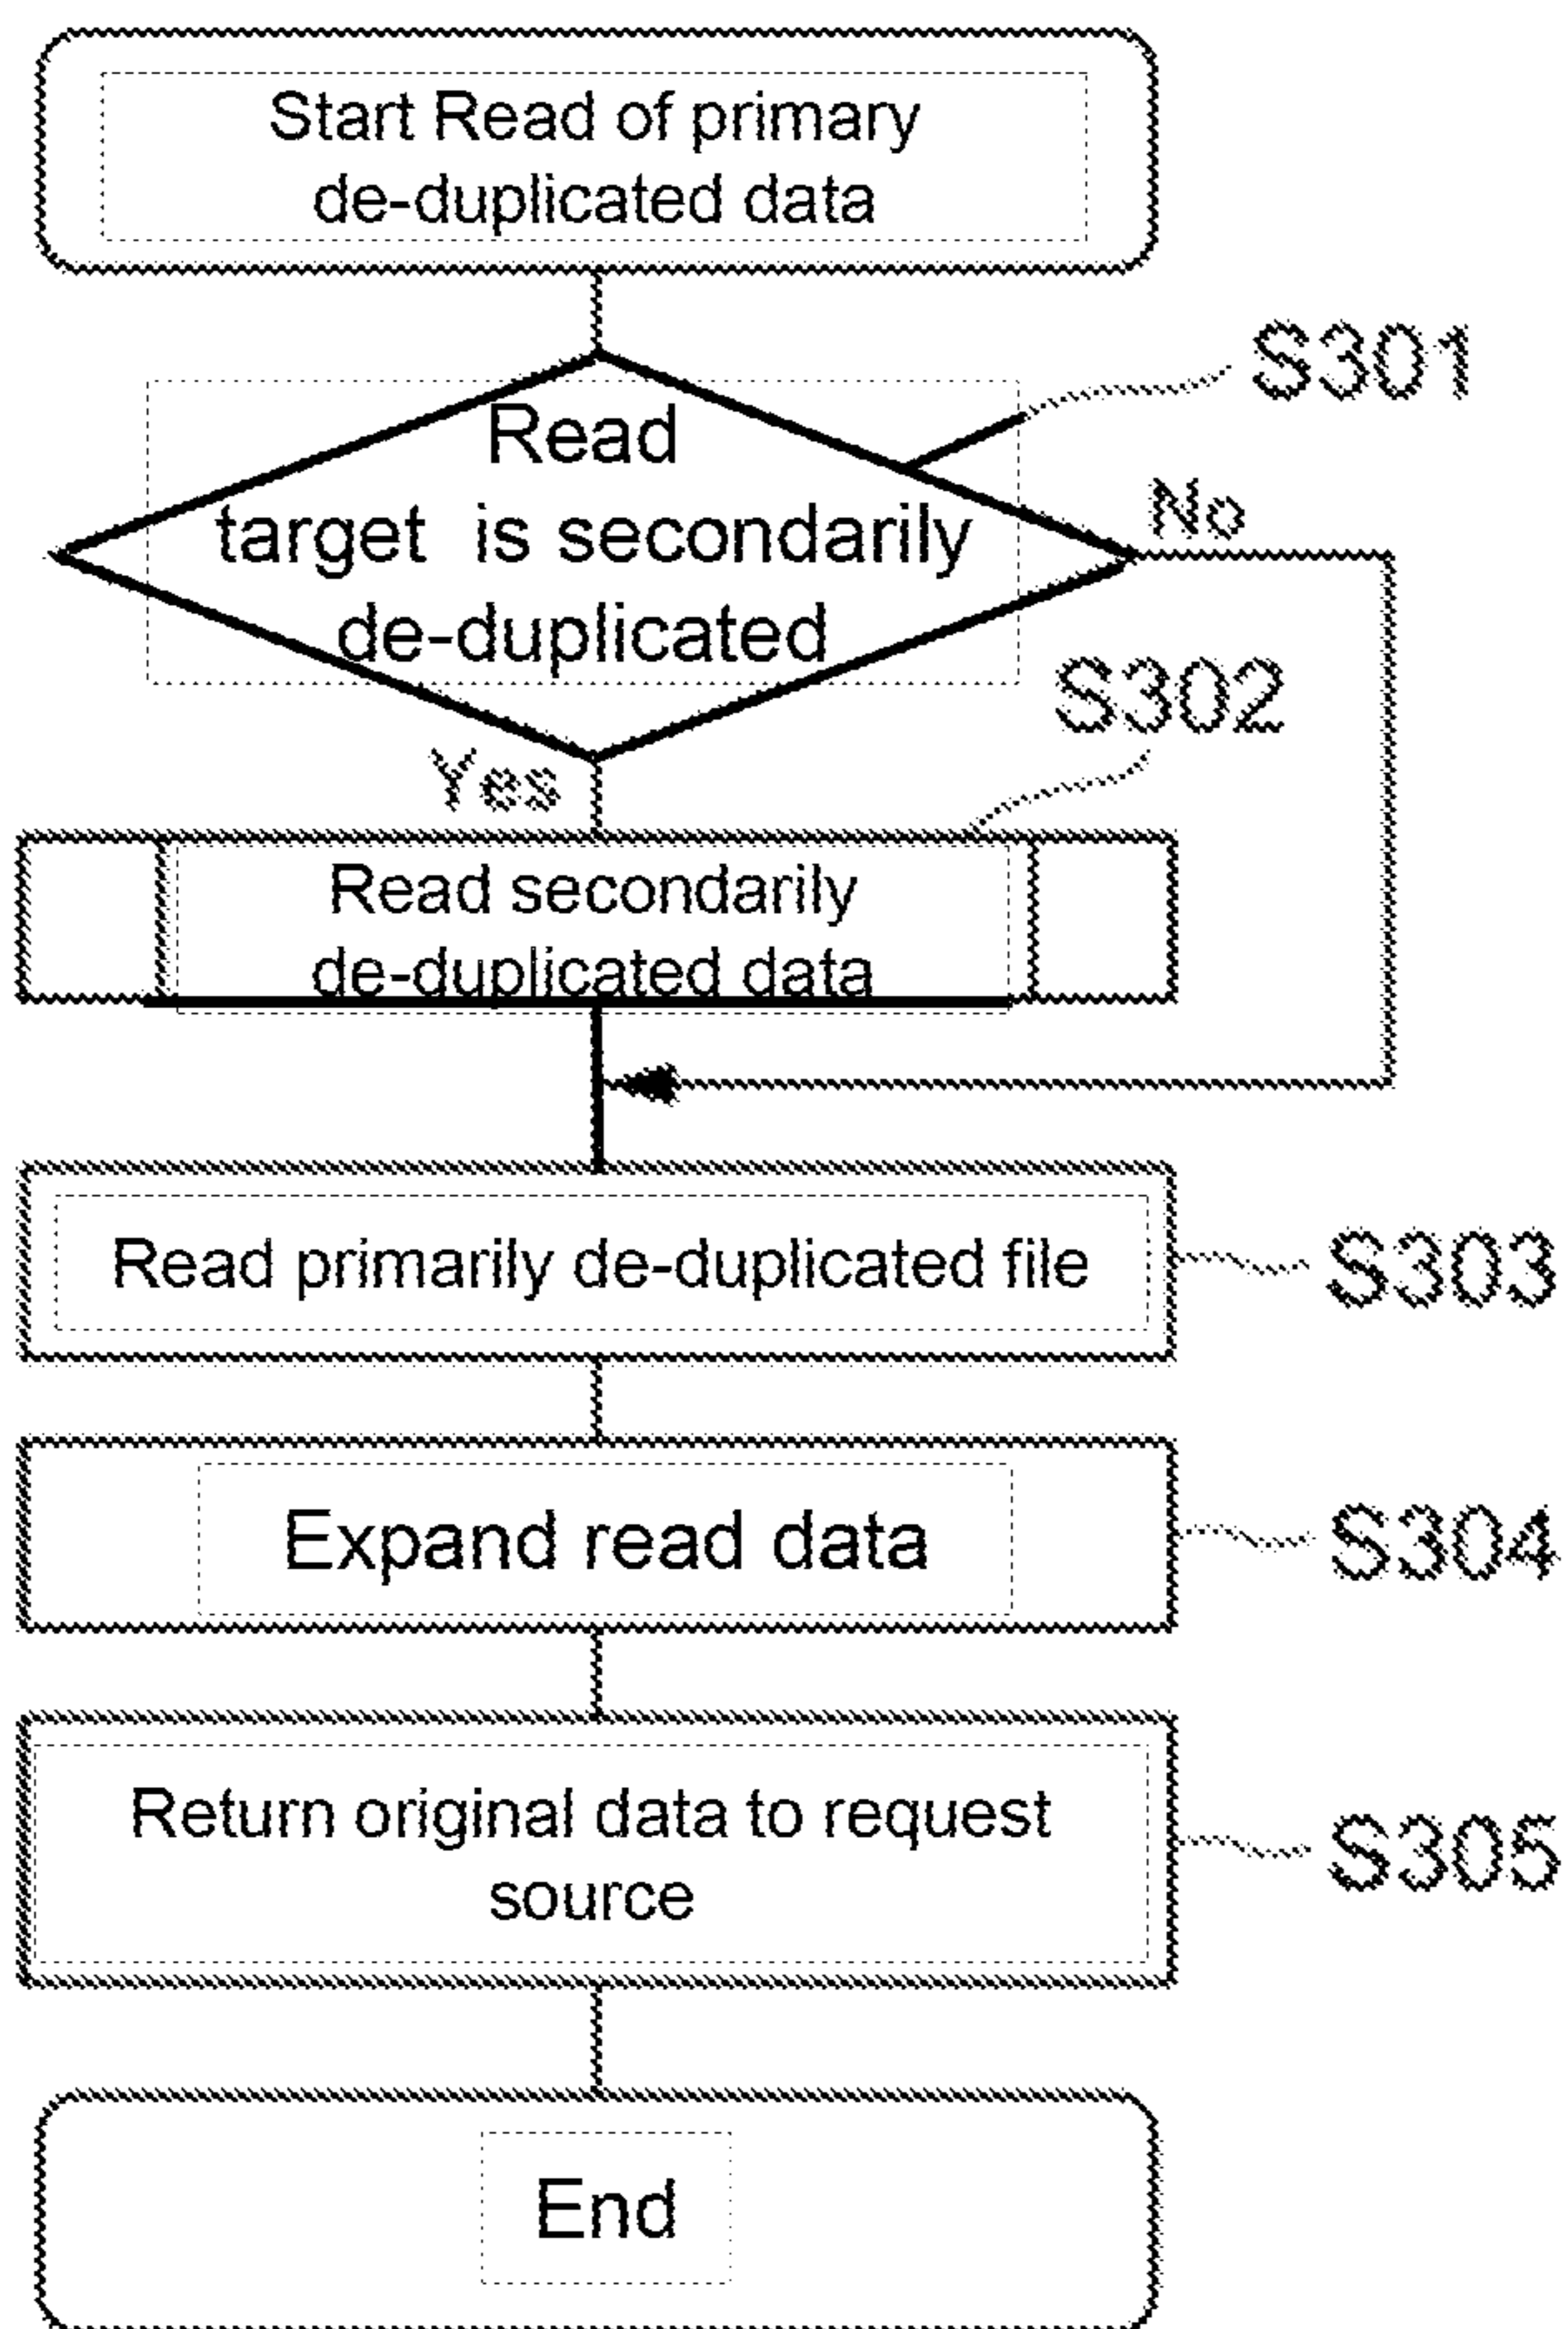 Start Read of primary
de-duplicated data
S301
Read
target is secondarily
de-duplicated
No
S302
Yes
Read secondarily
de-duplicated data
Read primarily de-duplicated file
S303
Expand read data
S304
Return original data to request
source
S305
End